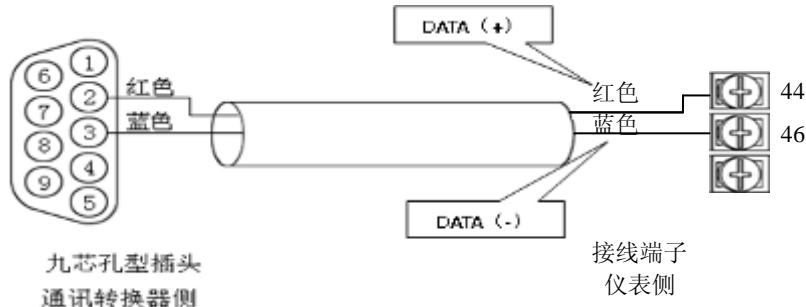 DATA (+)
1
6
2
红色
红色
44
7
3
蓝色
蓝色
46
8
4
9
5
DATA (-)
九芯孔型插头
通讯转换器侧
接线端子
仪表侧